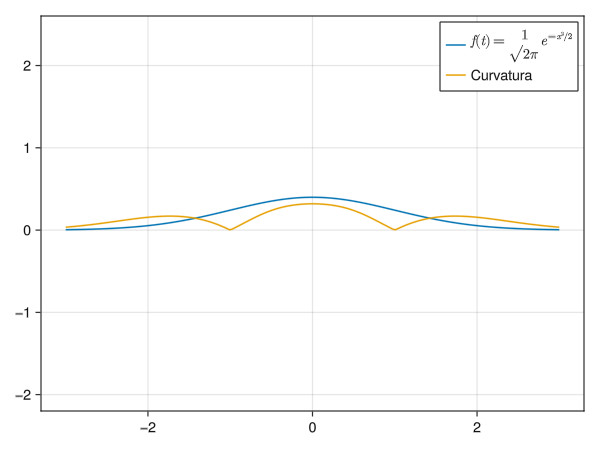 f(t) = 1/√2π e^{-x²/2}
Curvatura
2
1
0
−1
−2
−2 0 2